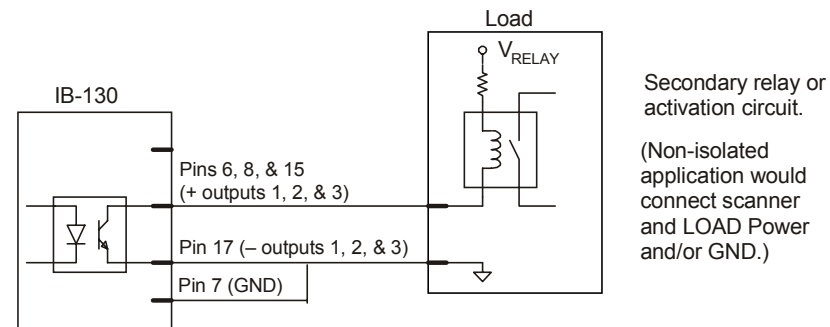 Load
V RELAY
IB-130
Secondary relay or
activation circuit.
(Non-isolated
application would
connect scanner
and LOAD Power
and/or GND.)
Pins 6, 8, & 15
(+ outputs 1, 2, & 3)
Pin 17 (– outputs 1, 2, & 3)
Pin 7 (GND)